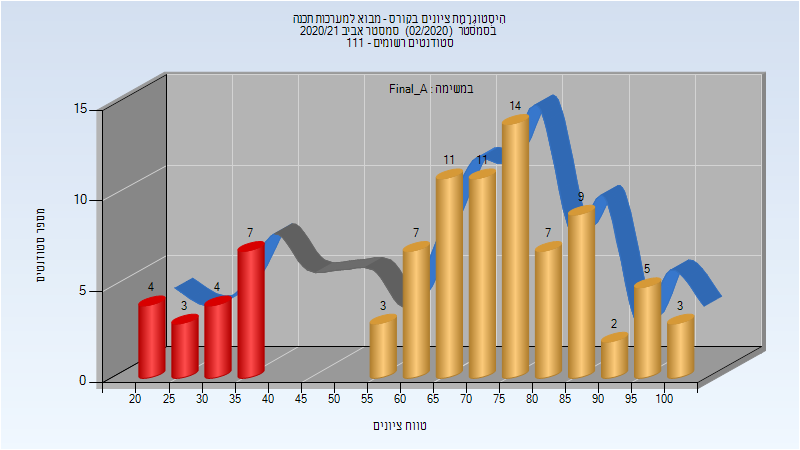 היסטוגרמת ציונים בקורס - מבוא למערכות תכנה
בסמסטר (02/2020) סמסטר אביב 2020/21
סטודנטים רשומים - 111
במשימה : Final_A
מספר סטודנטים
15
10
5
0
4 3 4 7 3 7 11 11 14 7 9 2 5 3
20 25 30 35 40 45 50 55 60 65 70 75 80 85 90 95 100
טווח ציונים